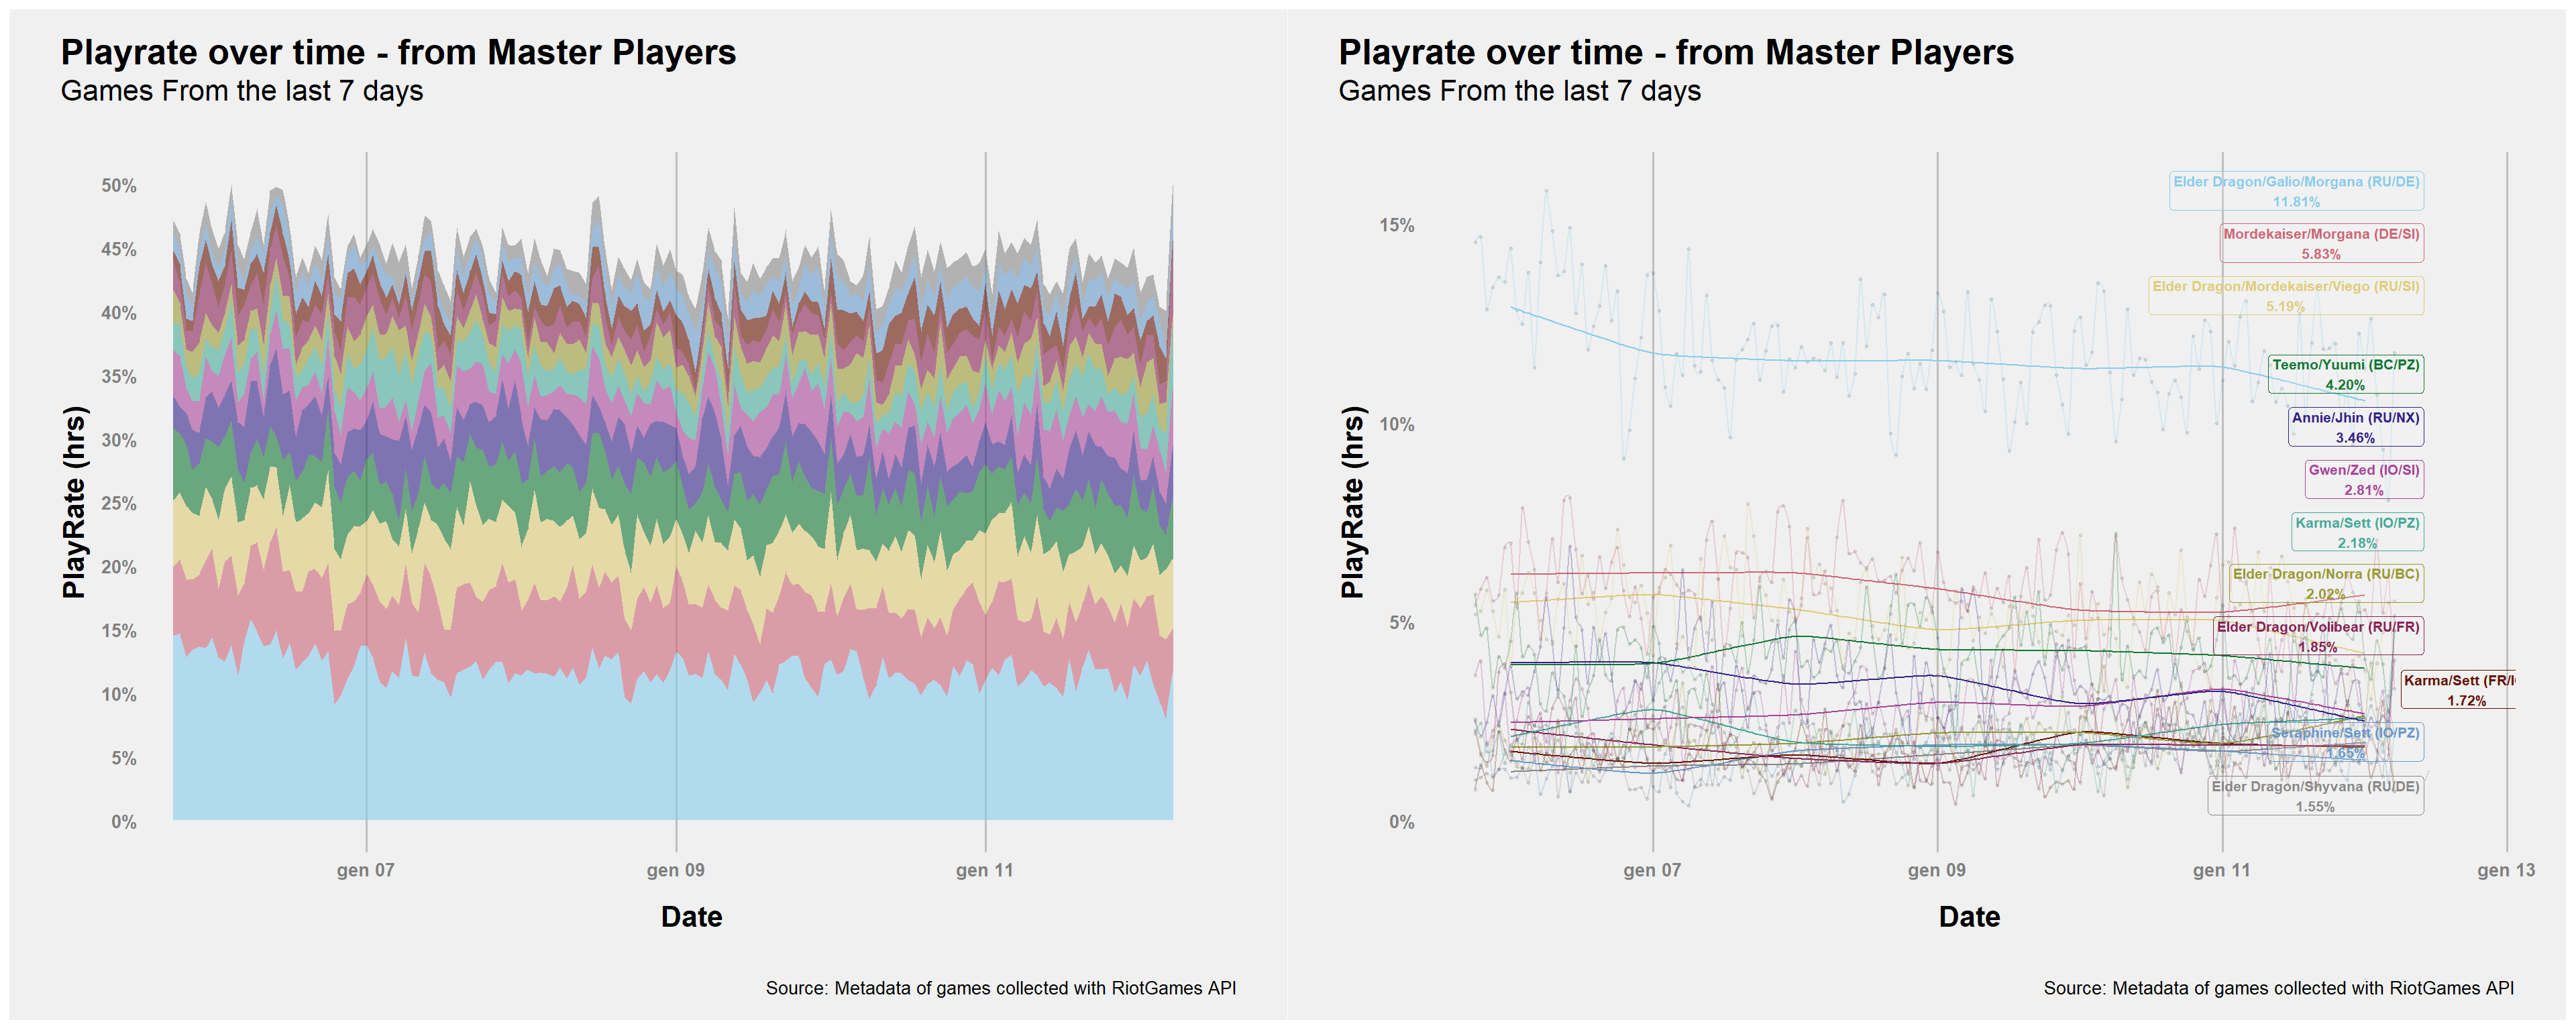 Playrate over time - from Master Players
Games From the last 7 days
50%
45%
40%
35%
30%
25%
20%
15%
10%
5%
0%
PlayRate (hrs)
gen 07
gen 09
gen 11
Date
Source: Metadata of games collected with RiotGames API
Playrate over time - from Master Players
Games From the last 7 days
15%
10%
5%
0%
PlayRate (hrs)
Elder Dragon/Galio/Morgana (RU/DE)
11.81%
Mordekaiser/Morgana (DE/SI)
5.83%
Elder Dragon/Mordekaiser/Viego (RU/SI)
5.19%
Teemo/Yuumi (BC/PZ)
4.20%
Annie/Jhin (RU/NX)
3.46%
Gwen/Zed (IO/SI)
2.81%
Karma/Sett (IO/PZ)
2.18%
Elder Dragon/Norra (RU/BC)
2.02%
Elder Dragon/Volibear (RU/FR)
1.85%
Karma/Sett (FR/I
1.72%
Seraphine/Sett (IO/PZ)
1.65%
Elder Dragon/Shyvana (RU/DE)
1.55%
gen 07
gen 09
gen 11
gen 13
Date
Source: Metadata of games collected with RiotGames API